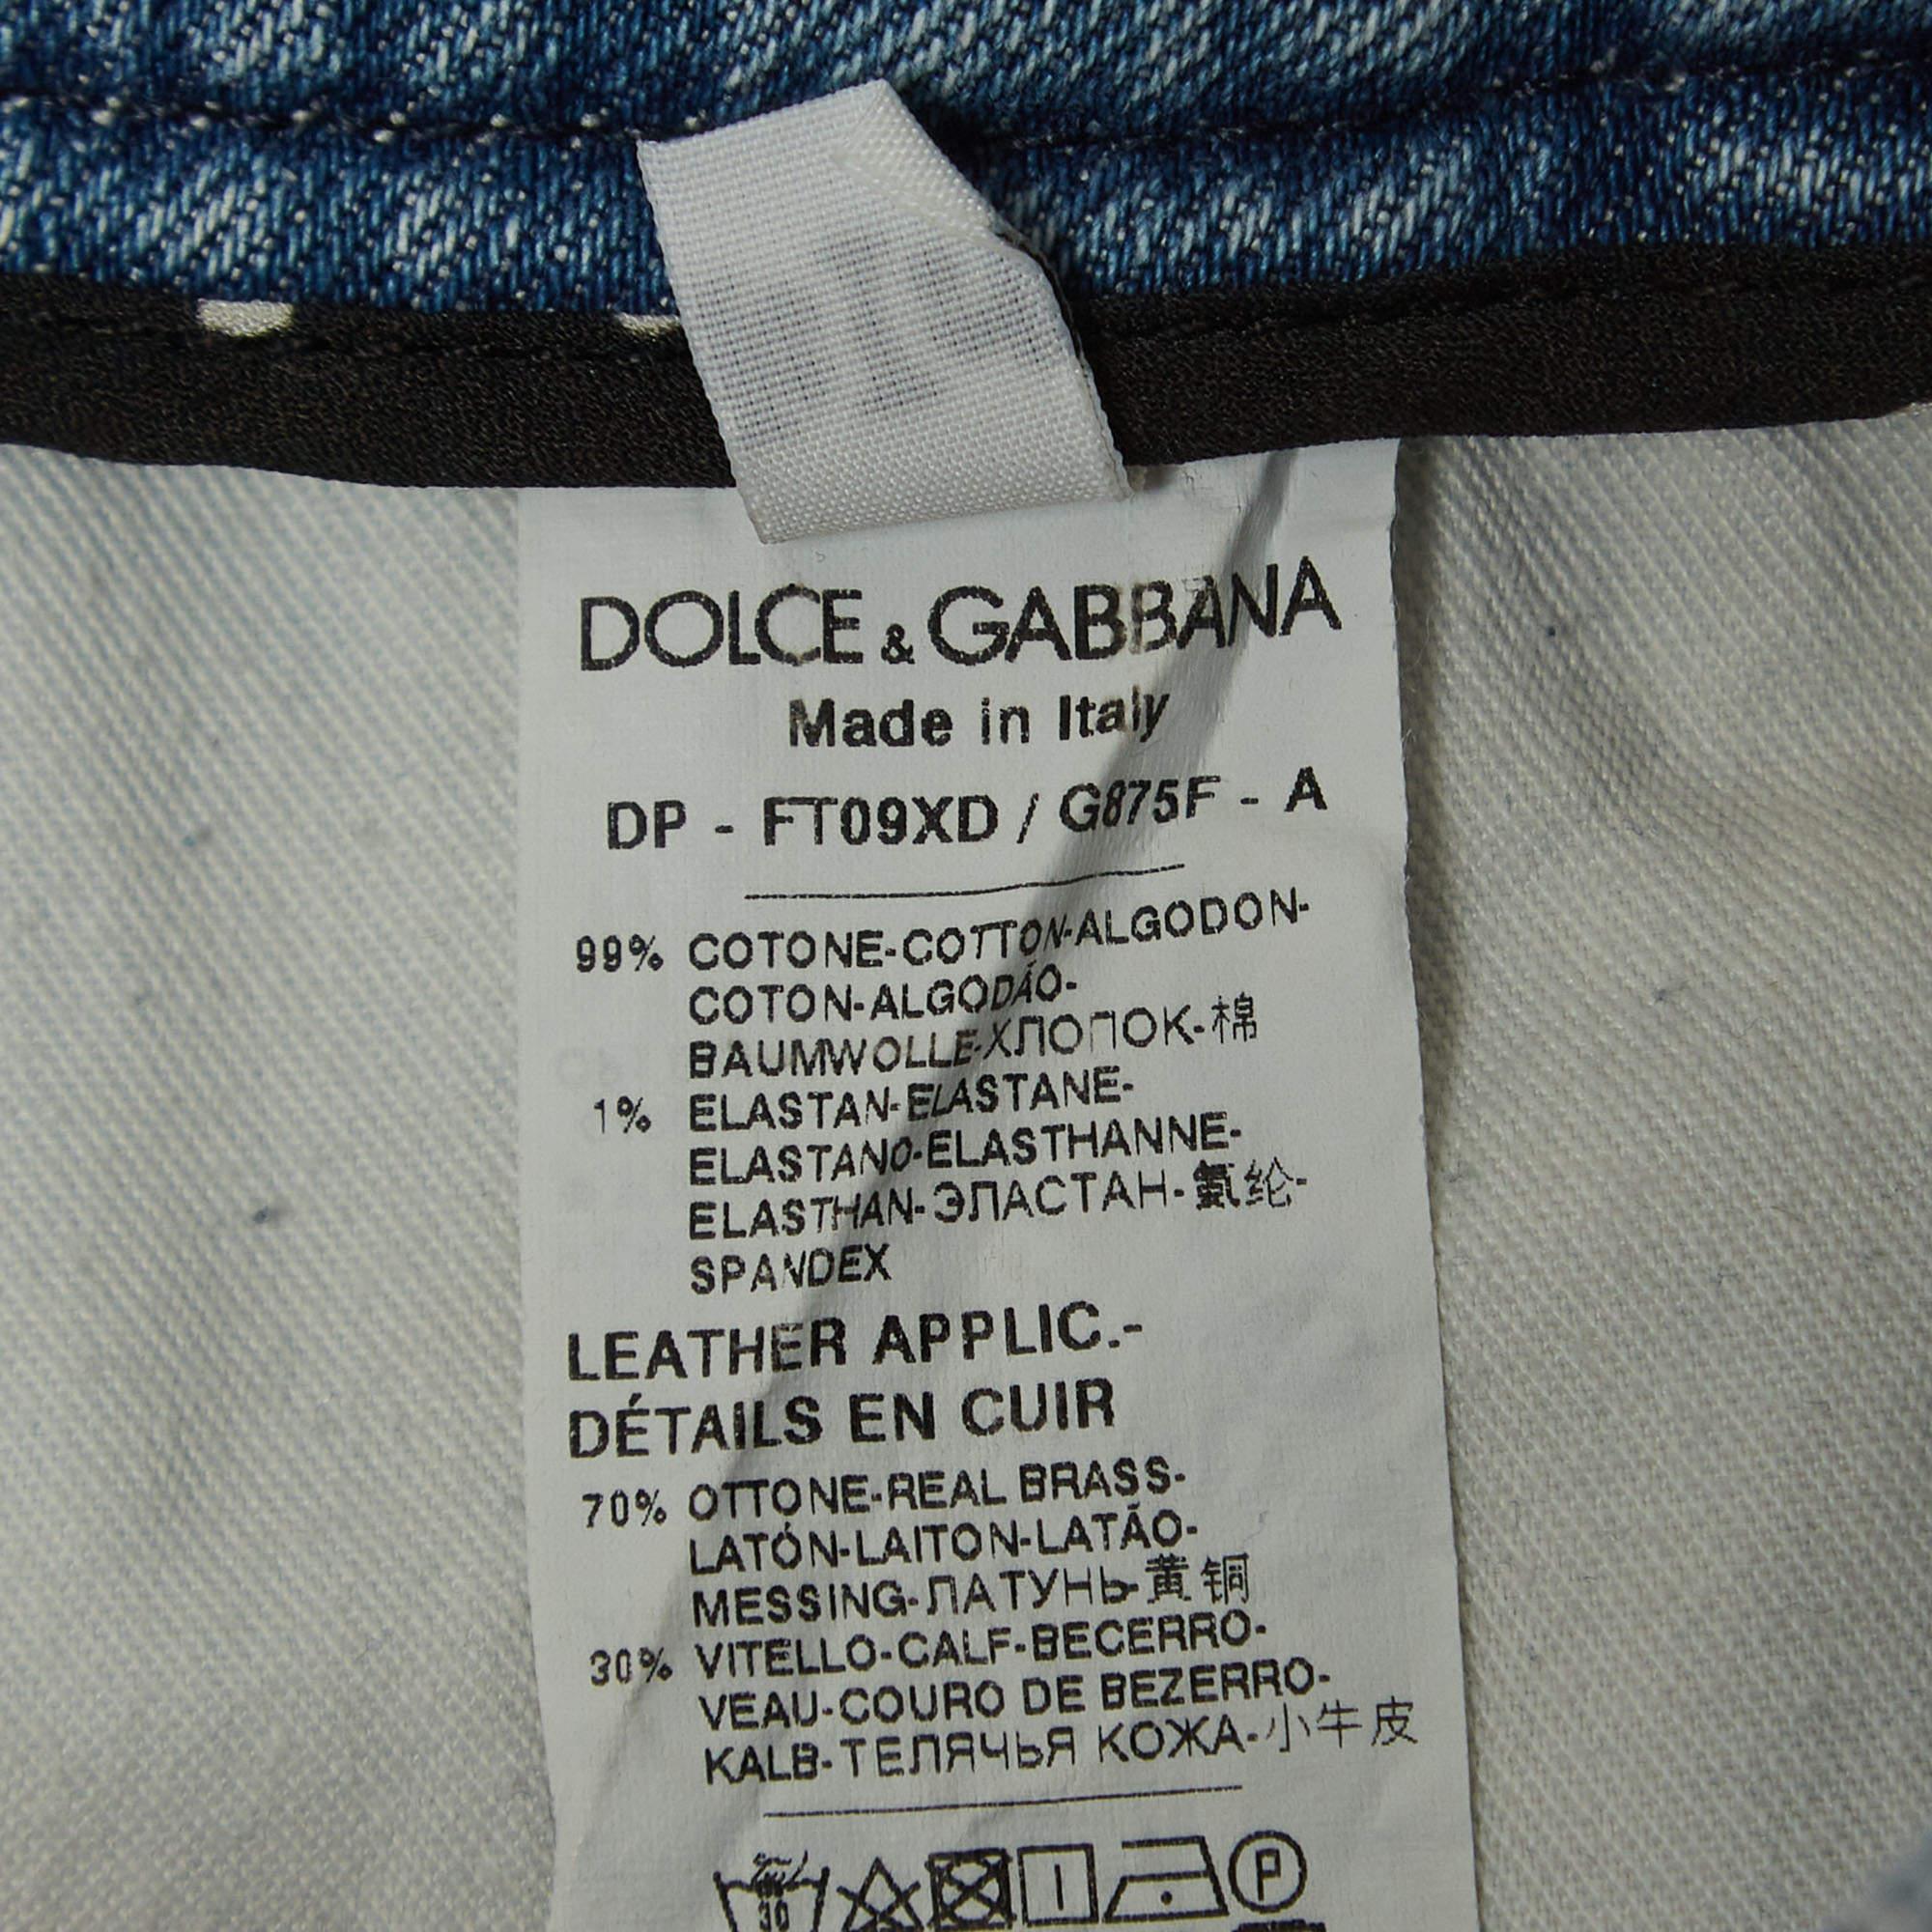 DOLCE & GABBANA
Made in Italy
DP - FT09XD / G875F - A
99% COTONE-COTTON-ALGODON-
COTON-ALGODÃO-
BAUMWOLLE-ХЛОПОК-棉
1% ELASTAN-ELASTANE-
ELASTANO-ELASTHANNE-
ELASTHAN-ЭЛАСТАН-氨纶-
SPANDEX
LEATHER APPLIC.-
DÉTAILS EN CUIR
70% OTTONE-REAL BRASS-
LATÓN-LAITON-LATÃO-
MESSING-ЛАТУНЬ-黄铜
30% VITELLO-CALF-BECERRO-
VEAU-COURO DE BEZERRO-
KALB-ТЕЛЯЧЬЯ КОЖА-小牛皮
30 P